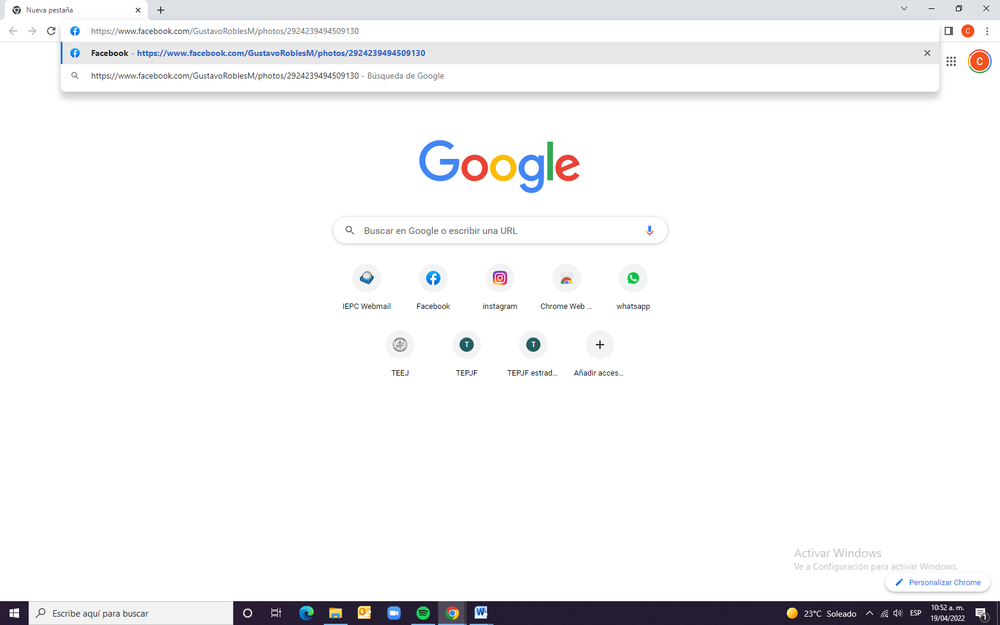 Nueva pestaña
https://www.facebook.com/GustavoRoblesM/photos/2924239494509130
C
Facebook - https://www.facebook.com/GustavoRoblesM/photos/2924239494509130
C
https://www.facebook.com/GustavoRoblesM/photos/2924239494509130 - Búsqueda de Google
Google
Buscar en Google o escribir una URL
IEPC Webmail
Facebook
instagram
Chrome Web ...
whatsapp
T
T
TEEJ
TEPJF
TEPJF estrad...
Añadir acces...
Activar Windows
Ve a Configuración para activar Windows.
Personalizar Chrome
Escribe aquí para buscar
23°C Soleado
ESP
10:52 a. m.
19/04/2022
1